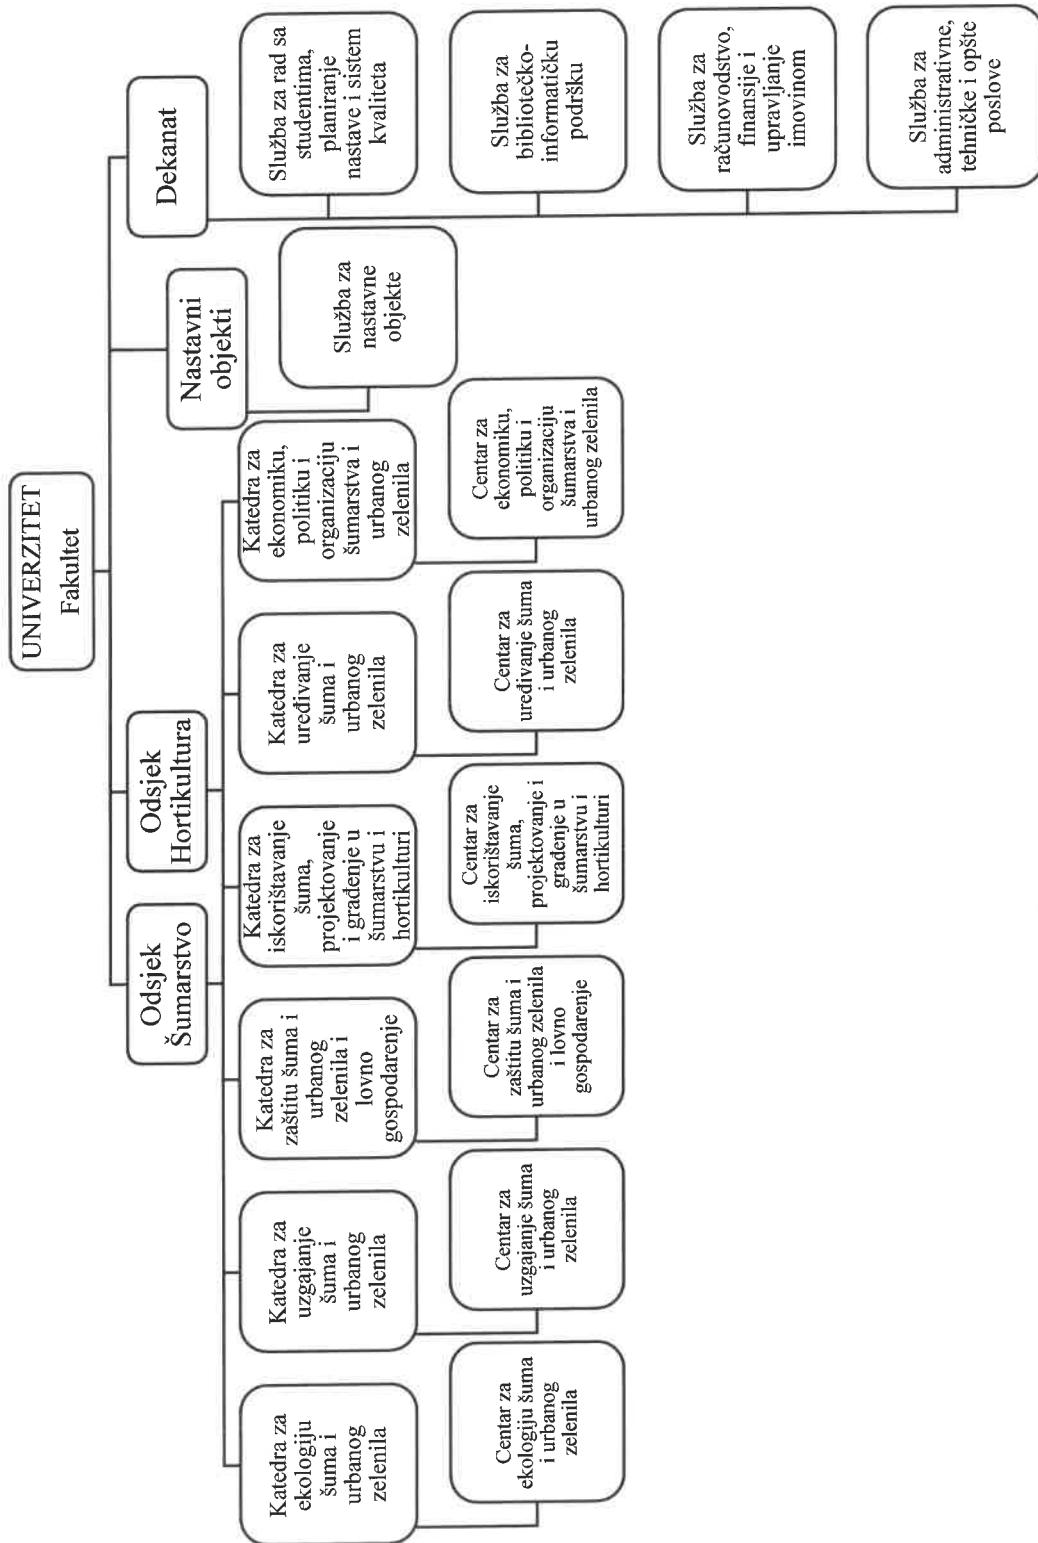 UNIVERZITET
Fakultet
Odsjek
Šumarstvo
Odsjek
Hortikultura
Nastavni
objekti
Dekanat
Katedra za
ekologiju
šuma i
urbanog
zelenila
Katedra za
uzgajanje
šuma i
urbanog
zelenila
Katedra za
zaštitu šuma i
urbanog
zelenila i
lovno
gospodarenje
Katedra za
iskorištavanje
šuma,
projektovanje
i građenje u
šumarstvu i
hortikulturi
Katedra za
uređivanje
šuma i
urbanog
zelenila
Katedra za
ekonomiku,
politiku i
organizaciju
šumarstva i
urbanog
zelenila
Centar za
ekologiju šuma
i urbanog
zelenila
Centar za
uzgajanje šuma
i urbanog
zelenila
Centar za
zaštitu šuma i
urbanog zelenila
i lovno
gospodarenje
Centar za
iskorištavanje
šuma,
projektovanje i
građenje u
šumarstvu i
hortikulturi
Centar za
uređivanje šuma
i urbanog
zelenila
Centar za
ekonomiku,
politiku i
organizaciju
šumarstva i
urbanog zelenila
Služba za
nastavne
objekte
Služba za rad sa
studentima,
planiranje
nastave i sistem
kvaliteta
Služba za
bibliotečko-
informatičku
podršku
Služba za
računovodstvo,
finansije i
upravljanje
imovinom
Služba za
administrativne,
tehničke i opšte
poslove